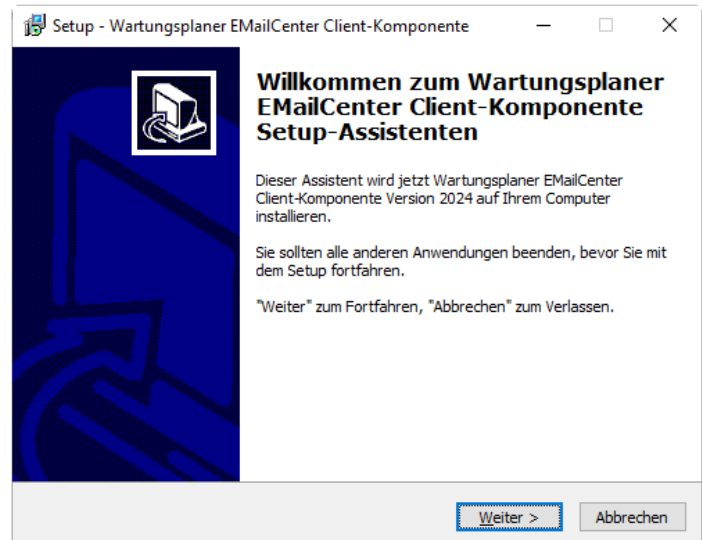 Setup - Wartungsplaner EMailCenter Client-Komponente
Willkommen zum Wartungsplaner
EMailCenter Client-Komponente
Setup-Assistenten
Dieser Assistent wird jetzt Wartungsplaner EMailCenter
Client-Komponente Version 2024 auf Ihrem Computer
installieren.
Sie sollten alle anderen Anwendungen beenden, bevor Sie mit
dem Setup fortfahren.
"Weiter" zum Fortfahren, "Abbrechen" zum Verlassen.
Weiter >
Abbrechen